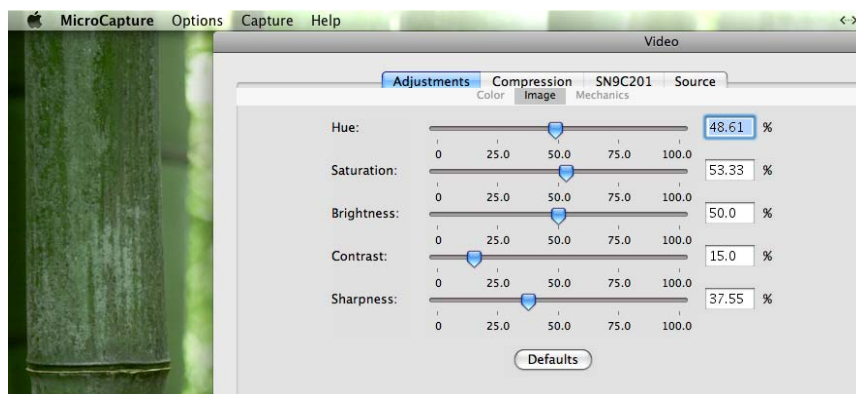 MicroCapture Options Capture Help
Video
Adjustments Compression SN9C201 Source
Color Image Mechanics
Hue: 48.61 %
0 25.0 50.0 75.0 100.0
Saturation: 53.33 %
0 25.0 50.0 75.0 100.0
Brightness: 50.0 %
0 25.0 50.0 75.0 100.0
Contrast: 15.0 %
0 25.0 50.0 75.0 100.0
Sharpness: 37.55 %
0 25.0 50.0 75.0 100.0
Defaults